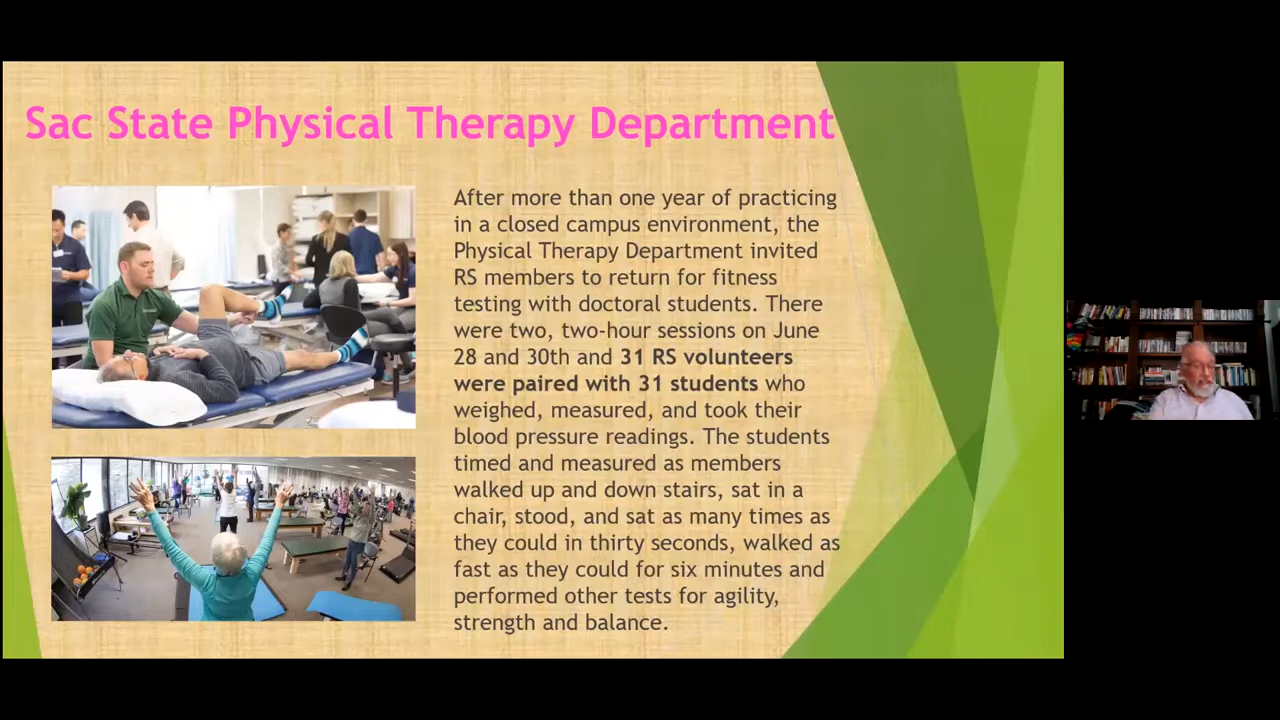 Sac State Physical Therapy Department
After more than one year of practicing
in a closed campus environment, the
Physical Therapy Department invited
RS members to return for fitness
testing with doctoral students. There
were two, two-hour sessions on June
28 and 30th and 31 RS volunteers
were paired with 31 students who
weighed, measured, and took their
blood pressure readings. The students
timed and measured as members
walked up and down stairs, sat in a
chair, stood, and sat as many times as
they could in thirty seconds, walked as
fast as they could for six minutes and
performed other tests for agility,
strength and balance.